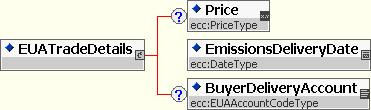 Price
ecc:PriceType
EUATradeDetails
EmissionsDeliveryDate
ecc:DateType
BuyerDeliveryAccount
ecc:EUAAccountCodeType